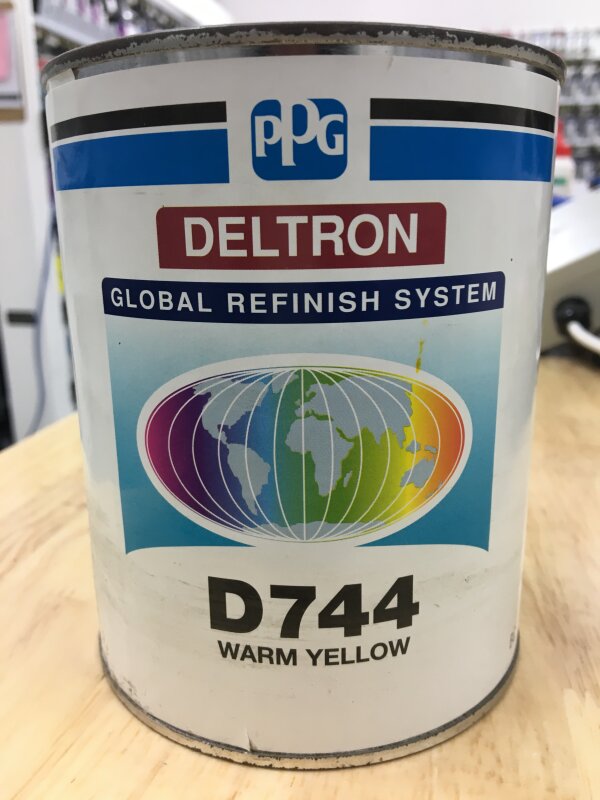 PPG
DELTRON
GLOBAL REFINISH SYSTEM
D744
WARM YELLOW